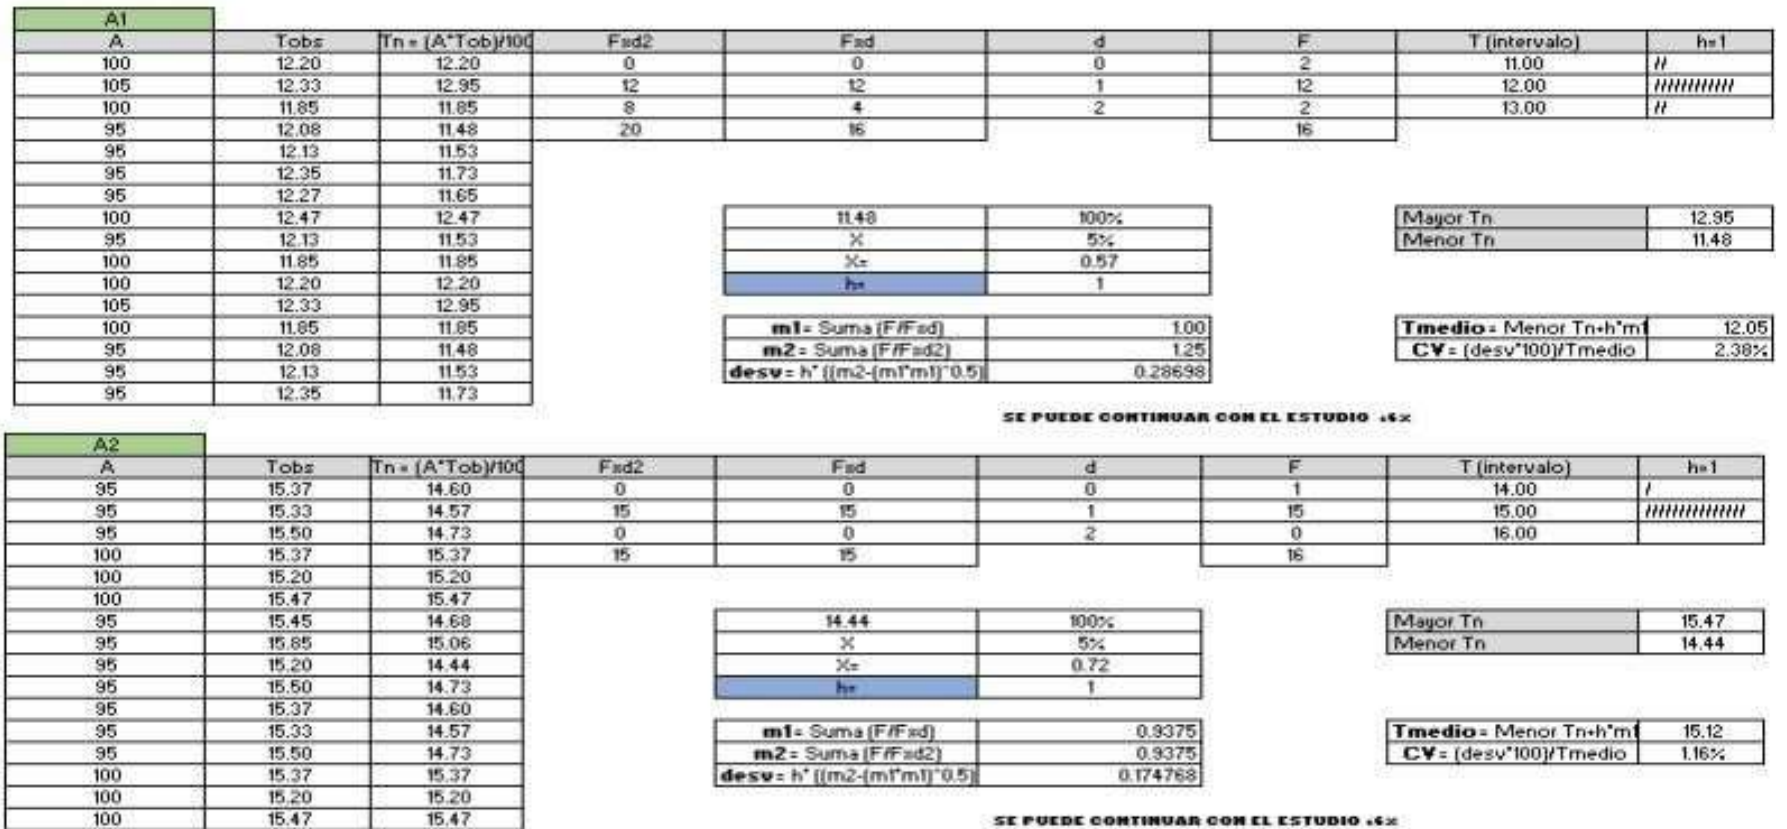 A1
A Tobs Tn = (A*Tob)/100 Fxd2 Fxd d F T (intervalo) h=1
100 12.20 12.20 0 0 0 2 11.00 //
105 12.33 12.95 12 12 1 12 12.00 ////////////
100 11.85 11.85 8 4 2 2 13.00 //
95 12.08 11.48 20 16 16
95 12.13 11.53
95 12.35 11.73
95 12.27 11.65
100 12.47 12.47 11.48 100% Mayor Tn 12.95
95 12.13 11.53 X 5% Menor Tn 11.48
100 11.85 11.85 X= 0.57
100 12.20 12.20 h= 1
105 12.33 12.95
100 11.85 11.85 m1= Suma (F/Fxd) 1.00 Tmedio= Menor Tn+h*m1 12.05
95 12.08 11.48 m2= Suma (F/Fxd2) 1.25 CV= (desv*100)/Tmedio 2.38%
95 12.13 11.53 desv= h* ((m2-(m1*m1)^0.5) 0.28698
95 12.35 11.73
SE PUEDE CONTINUAR CON EL ESTUDIO
A2
A Tobs Tn = (A*Tob)/100 Fxd2 Fxd d F T (intervalo) h=1
95 15.37 14.60 0 0 0 1 14.00 /
95 15.33 14.57 15 15 1 15 15.00 ///////////////
95 15.50 14.73 0 0 2 0 16.00
100 15.37 15.37 15 15 16
100 15.20 15.20
100 15.47 15.47
95 15.45 14.68 14.44 100% Mayor Tn 15.47
95 15.85 15.06 X 5% Menor Tn 14.44
95 15.20 14.44 X= 0.72
95 15.50 14.73 h= 1
95 15.37 14.60
95 15.33 14.57 m1= Suma (F/Fxd) 0.9375 Tmedio= Menor Tn+h*m1 15.12
95 15.50 14.73 m2= Suma (F/Fxd2) 0.9375 CV= (desv*100)/Tmedio 1.16%
100 15.37 15.37 desv= h* ((m2-(m1*m1)^0.5) 0.174768
100 15.20 15.20
100 15.47 15.47
SE PUEDE CONTINUAR CON EL ESTUDIO